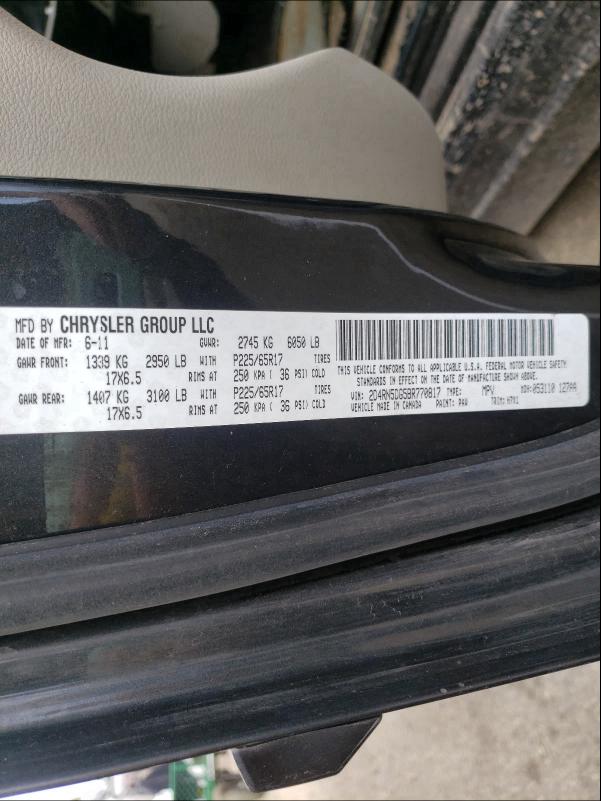 MFD BY CHRYSLER GROUP LLC
DATE OF MFR: 6-11 GVWR: 2745 KG 6050 LB
GAWR FRONT: 1339 KG 2950 LB WITH P225/65R17 TIRES
17X6.5 RIMS AT 250 KPA ( 36 PSI) COLD
GAWR REAR: 1407 KG 3100 LB WITH P225/65R17 TIRES
17X6.5 RIMS AT 250 KPA ( 36 PSI) COLD
THIS VEHICLE CONFORMS TO ALL APPLICABLE U.S.A. FEDERAL MOTOR VEHICLE SAFETY
STANDARDS IN EFFECT ON THE DATE OF MANUFACTURE SHOWN ABOVE.
VIN: 2D4RN5DG5BR770817 TYPE: MPV MDH: 053110 127AA
VEHICLE MADE IN CANADA PAINT: PAV TRIM: